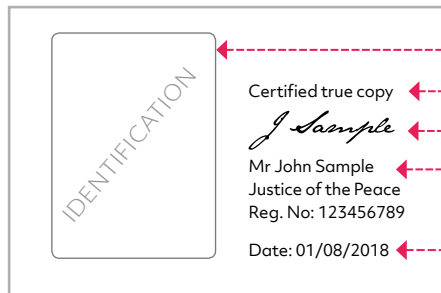 IDENTIFICATION
Certified true copy
J Sample
Mr John Sample
Justice of the Peace
Reg. No: 123456789
Date: 01/08/2018